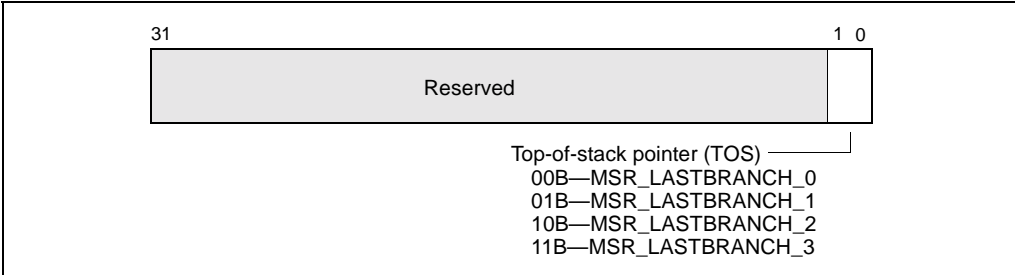 31 1 0
Reserved
Top-of-stack pointer (TOS)
00B—MSR_LASTBRANCH_0
01B—MSR_LASTBRANCH_1
10B—MSR_LASTBRANCH_2
11B—MSR_LASTBRANCH_3